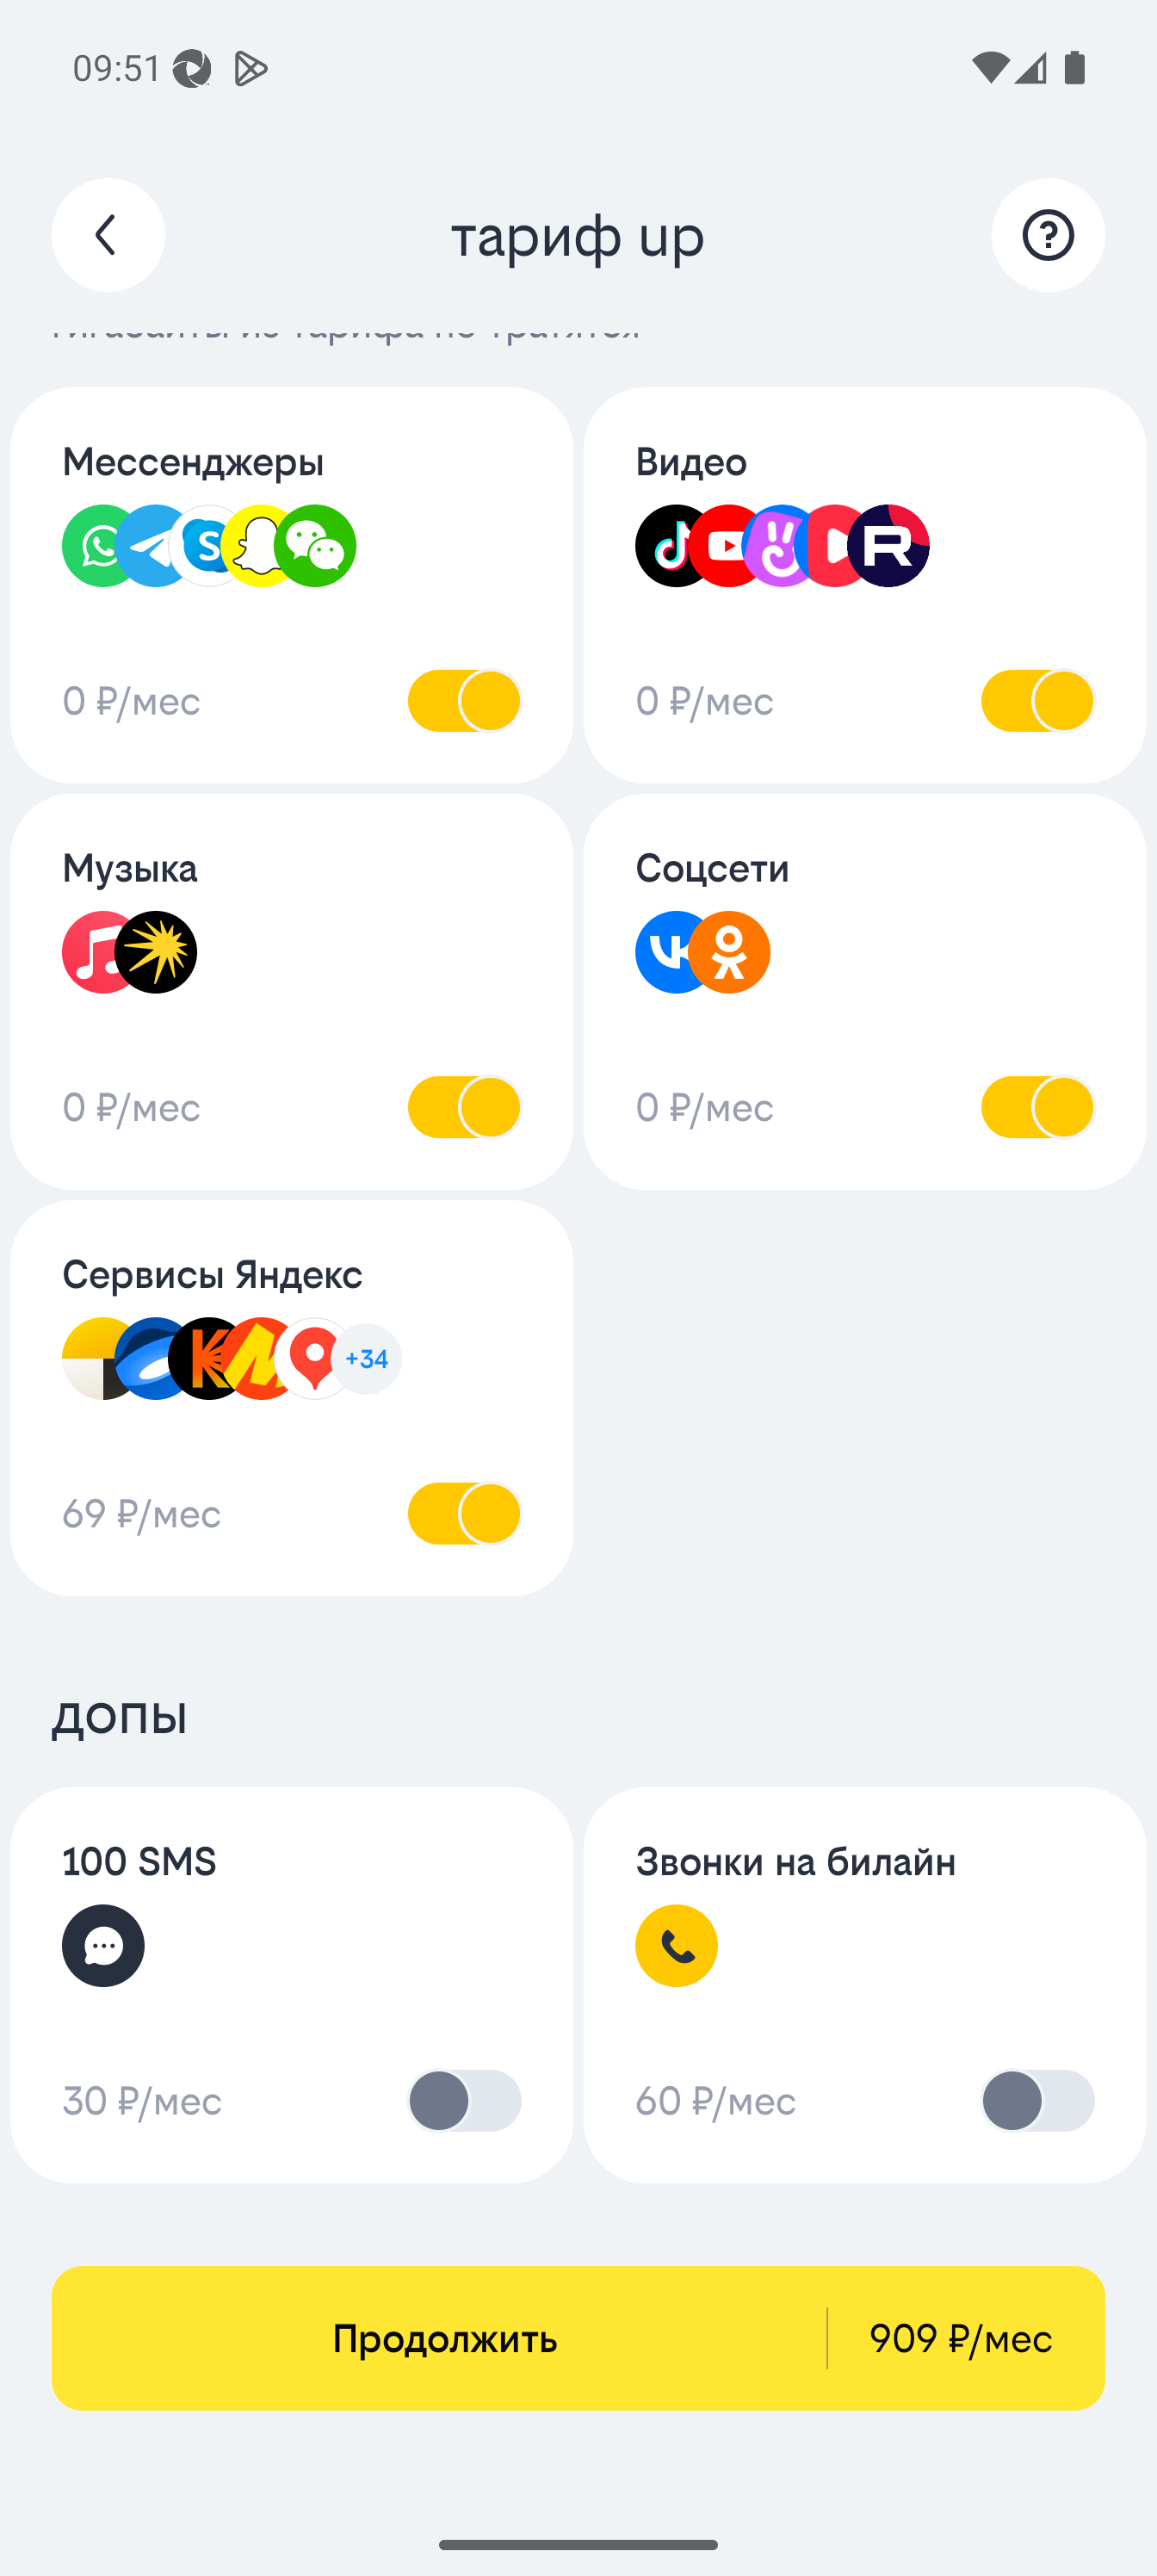 09:51
тариф up
Мессенджеры
Видео
0 ₽/мес
0 ₽/мес
Музыка
Соцсети
0 ₽/мес
0 ₽/мес
Сервисы Яндекс
+34
69 ₽/мес
допы
100 SMS
Звонки на билайн
30 ₽/мес
60 ₽/мес
Продолжить
909 ₽/мес